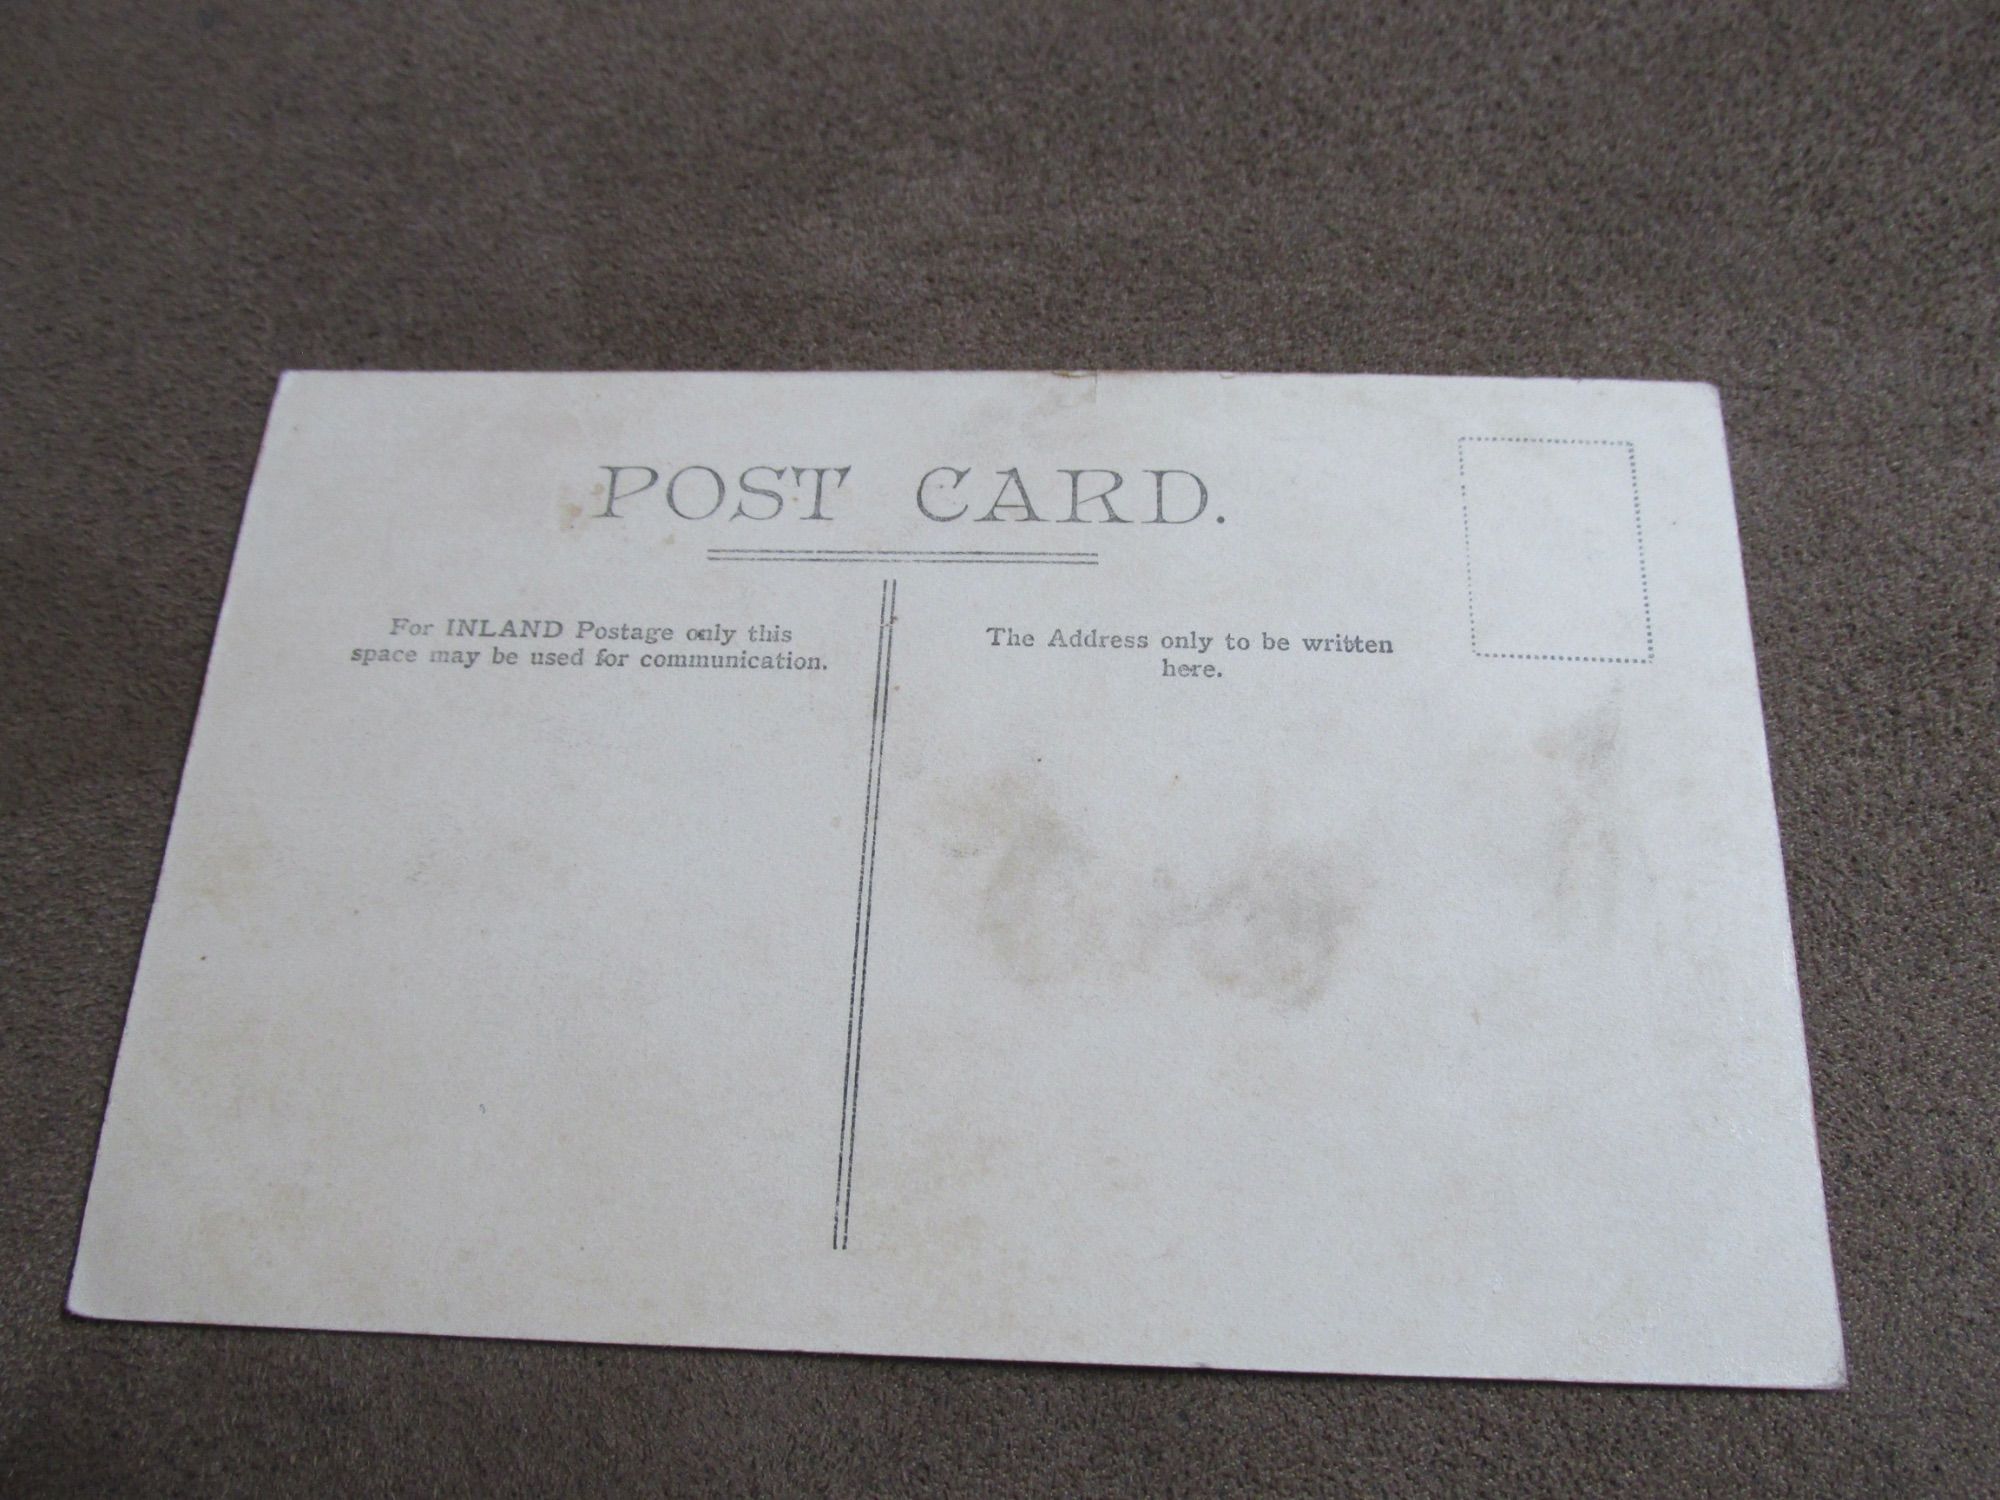 POST CARD.
For INLAND Postage only this
space may be used for communication.
The Address only to be written
here.